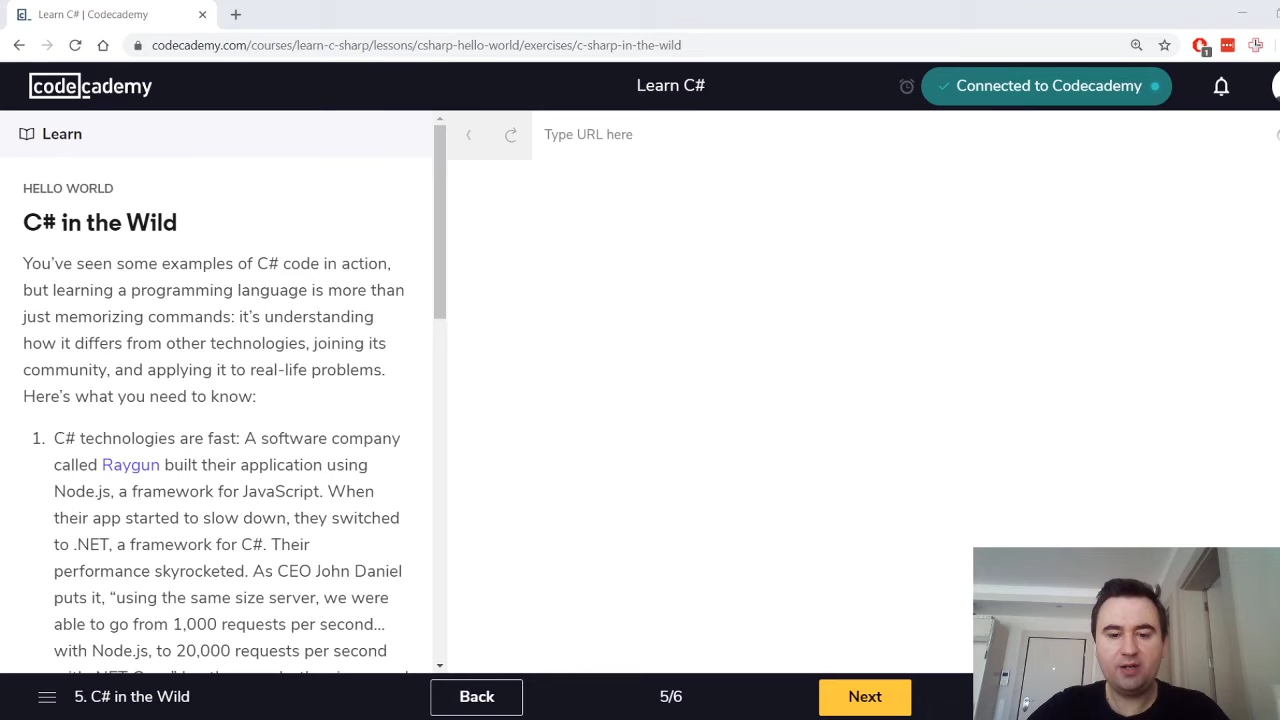 Learn C# | Codecademy
codecademy.com/courses/learn-c-sharp/lessons/csharp-hello-world/exercises/c-sharp-in-the-wild
1
codecademy
Learn C#
Connected to Codecademy
Learn
Type URL here
HELLO WORLD
C# in the Wild
You’ve seen some examples of C# code in action,
but learning a programming language is more than
just memorizing commands: it’s understanding
how it differs from other technologies, joining its
community, and applying it to real-life problems.
Here’s what you need to know:
1. C# technologies are fast: A software company
called Raygun built their application using
Node.js, a framework for JavaScript. When
their app started to slow down, they switched
to .NET, a framework for C#. Their
performance skyrocketed. As CEO John Daniel
puts it, “using the same size server, we were
able to go from 1,000 requests per second...
with Node.js, to 20,000 requests per second
5. C# in the Wild
Back
5/6
Next